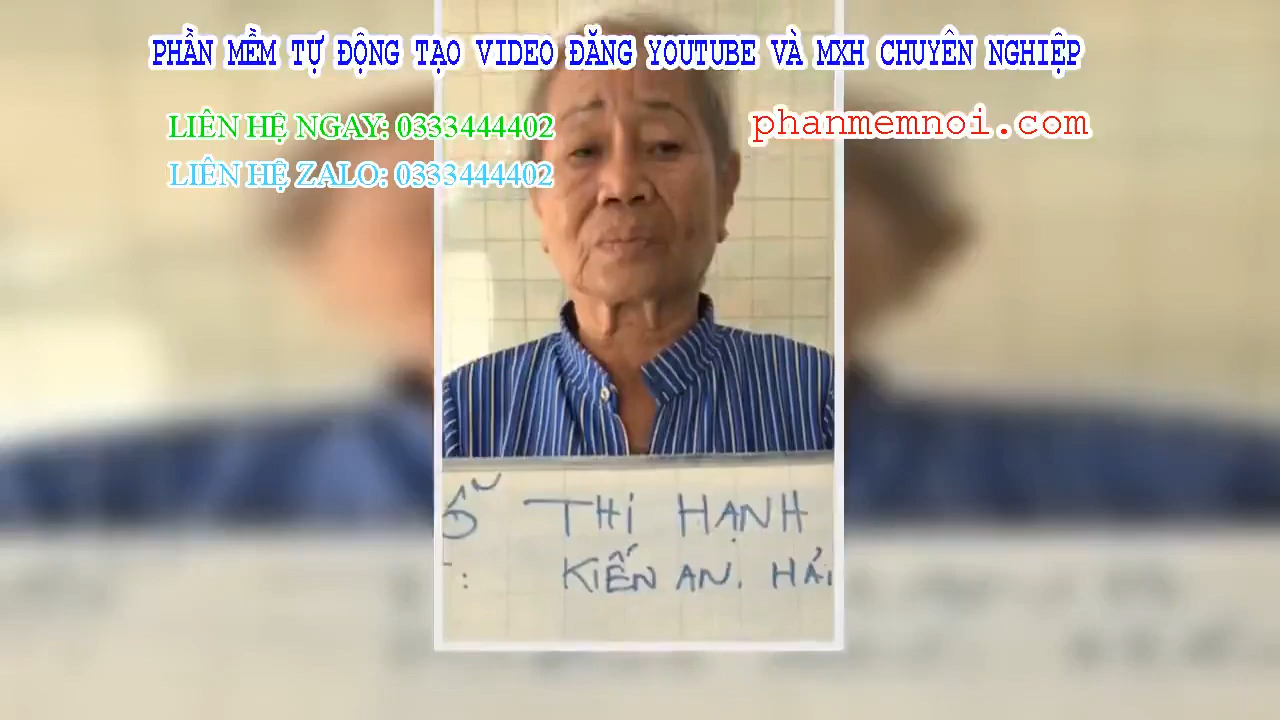 PHẦN MỀM TỰ ĐỘNG TẠO VIDEO ĐĂNG YOUTUBE VÀ MXH CHUYÊN NGHIỆP
LIÊN HỆ NGAY: 0333444402
phanmemnoi.com
LIÊN HỆ ZALO: 0333444402
THỊ HẠNH
KIẾN AN. HẢI